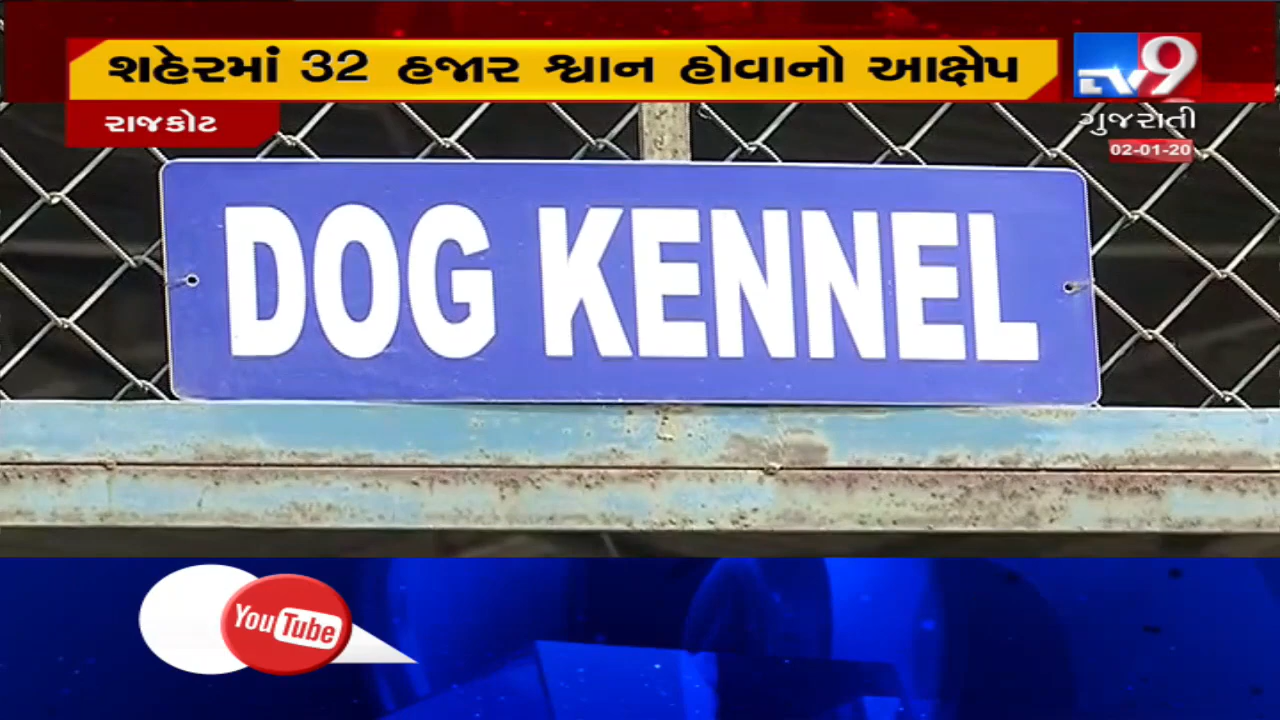 શહેરમાં 32 હજાર શ્વાન હોવાનો આક્ષેપ
TV9
રાજકોટ
ગુજરાતી
02-01-20
DOG KENNEL
YouTube